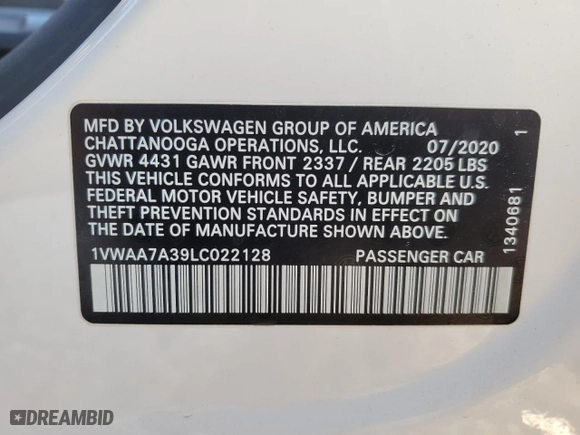 MFD BY VOLKSWAGEN GROUP OF AMERICA
CHATTANOOGA OPERATIONS, LLC. 07/2020
GVWR 4431 GAWR FRONT 2337 / REAR 2205 LBS
THIS VEHICLE CONFORMS TO ALL APPLICABLE U.S.
FEDERAL MOTOR VEHICLE SAFETY, BUMPER AND
THEFT PREVENTION STANDARDS IN EFFECT ON
THE DATE OF MANUFACTURE SHOWN ABOVE.
1VWAA7A39LC022128 PASSENGER CAR
1340681 1
DREAMBID